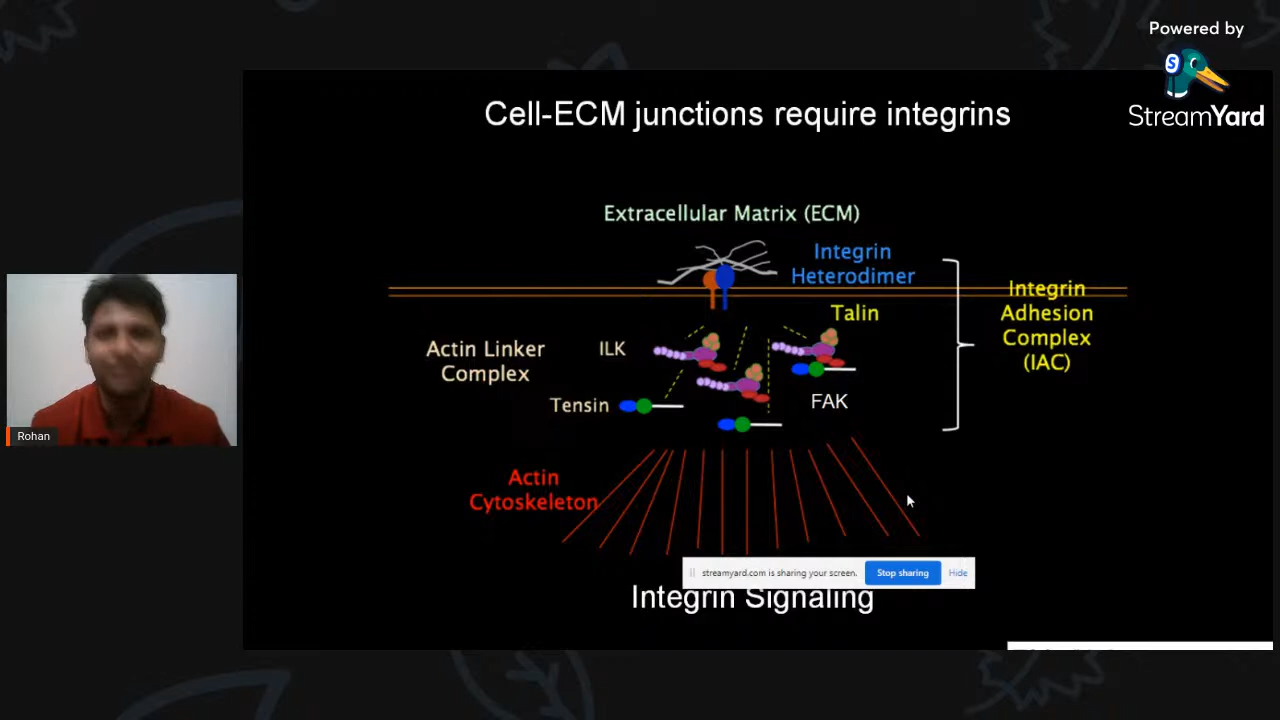 Powered by
S
StreamYard
Cell-ECM junctions require integrins
Extracellular Matrix (ECM)
Integrin
Heterodimer
Integrin
Adhesion
Complex
(IAC)
Talin
Actin Linker
Complex
ILK
Tensin
FAK
Rohan
Actin
Cytoskeleton
streamyard.com is sharing your screen.
Stop sharing
Hide
Integrin Signaling